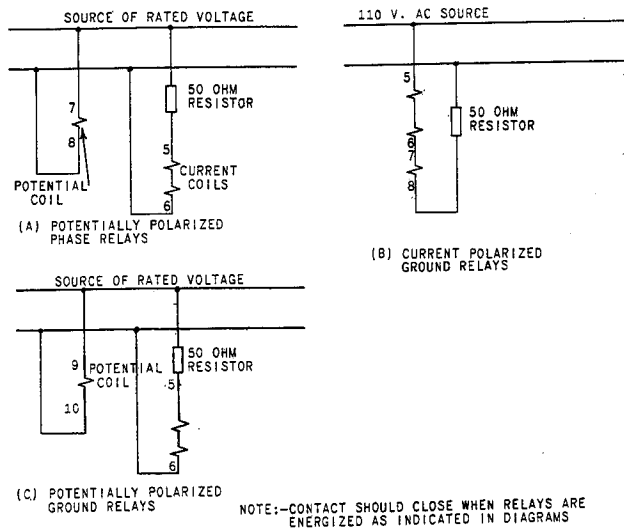 SOURCE OF RATED VOLTAGE
50 OHM
RESISTOR
7
8
5
CURRENT
COILS
6
POTENTIAL
COIL
(A) POTENTIALLY POLARIZED
PHASE RELAYS
110 V. AC SOURCE
5
50 OHM
RESISTOR
6
7
8
(B) CURRENT POLARIZED
GROUND RELAYS
SOURCE OF RATED VOLTAGE
50 OHM
RESISTOR
9
POTENTIAL
COIL
5
10
6
(C) POTENTIALLY POLARIZED
GROUND RELAYS
NOTE:-CONTACT SHOULD CLOSE WHEN RELAYS ARE
ENERGIZED AS INDICATED IN DIAGRAMS